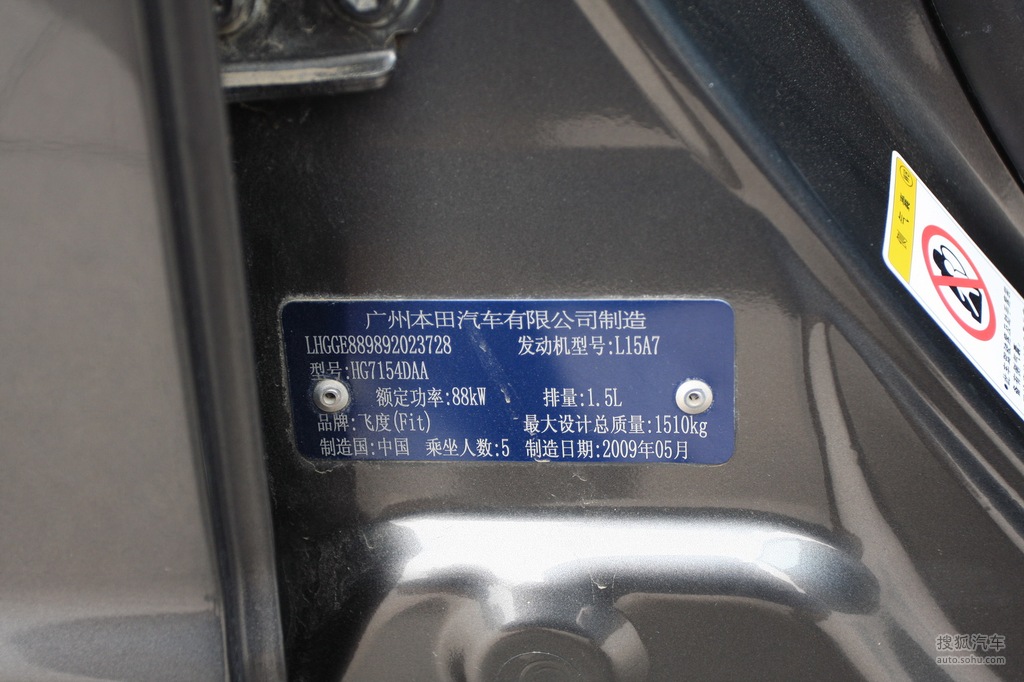 广州本田汽车有限公司制造
LHGGE889892023728 发动机型号:L15A7
型号:HG7154DAA
额定功率:88kW 排量:1.5L
品牌:飞度(Fit) 最大设计总质量:1510kg
制造国:中国 乘坐人数:5 制造日期:2009年05月
搜狐汽车
auto.sohu.com